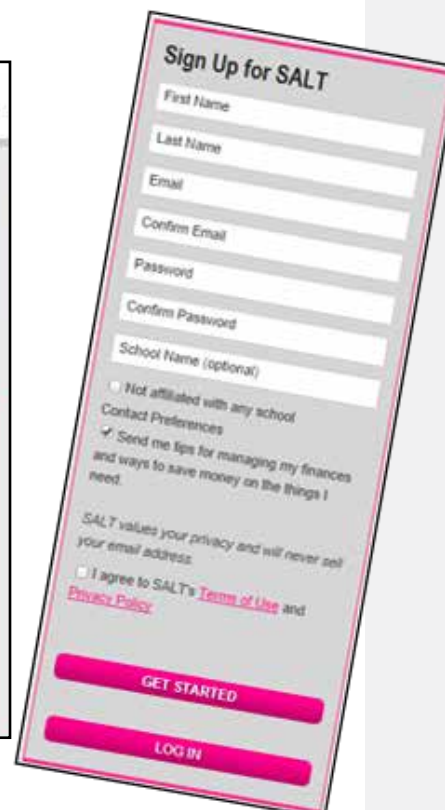 Sign Up for SALT
First Name
Last Name
Email
Confirm Email
Password
Confirm Password
School Name (optional)
Not affiliated with any school
Contact Preferences
Send me tips for managing my finances
and ways to save money on the things I
need.
SALT values your privacy and will never sell
your email address.
I agree to SALT's Terms of Use and
Privacy Policy
GET STARTED
LOG IN